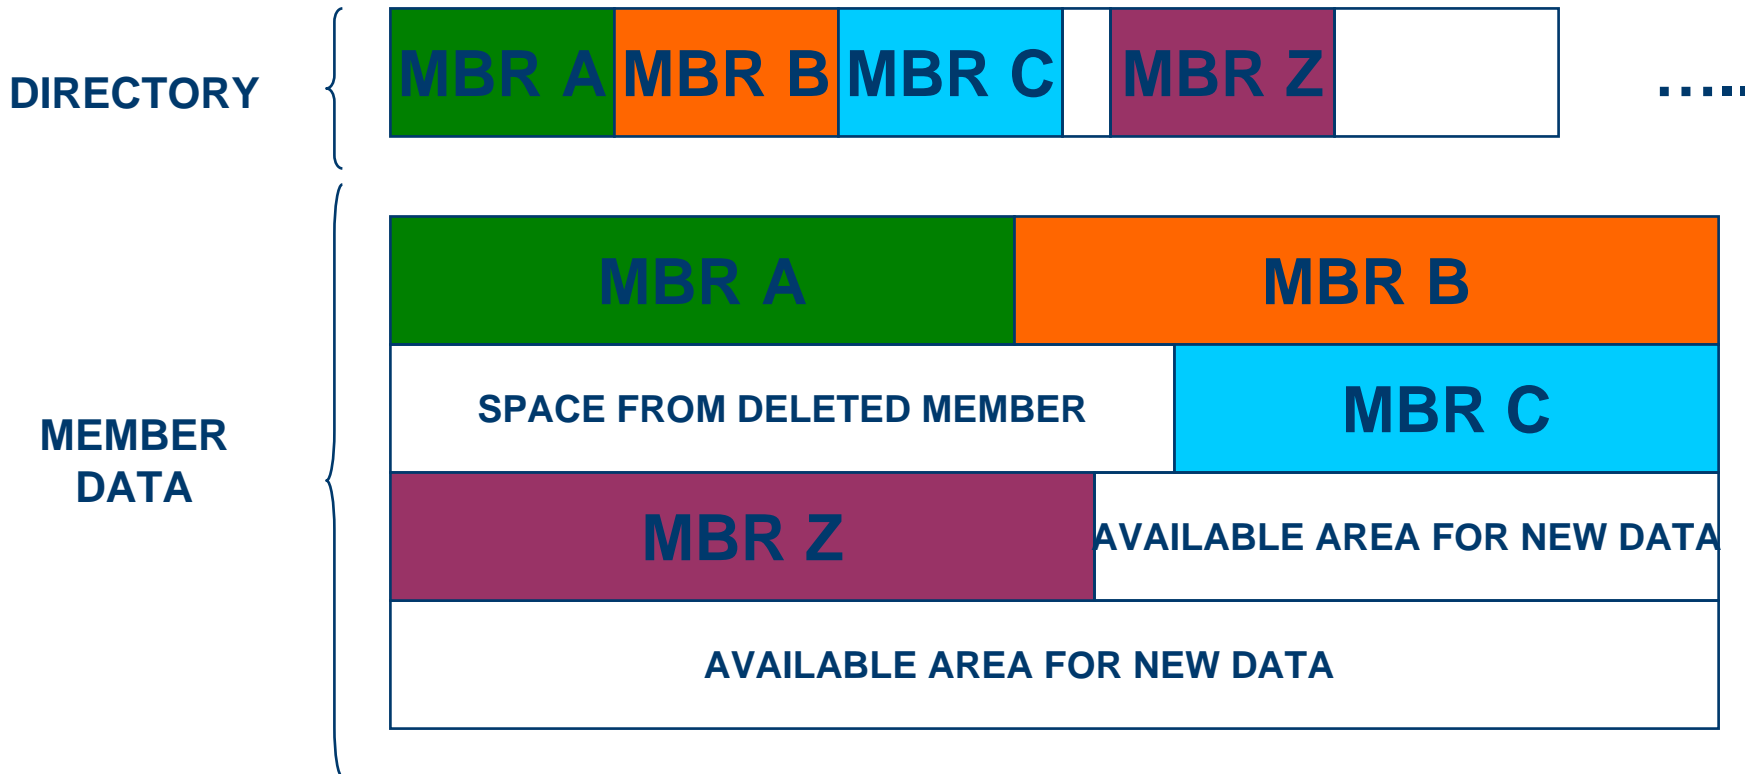 DIRECTORY
MBR A MBR B MBR C MBR Z ......
MBR A MBR B
SPACE FROM DELETED MEMBER MBR C
MEMBER
DATA
MBR Z AVAILABLE AREA FOR NEW DATA
AVAILABLE AREA FOR NEW DATA